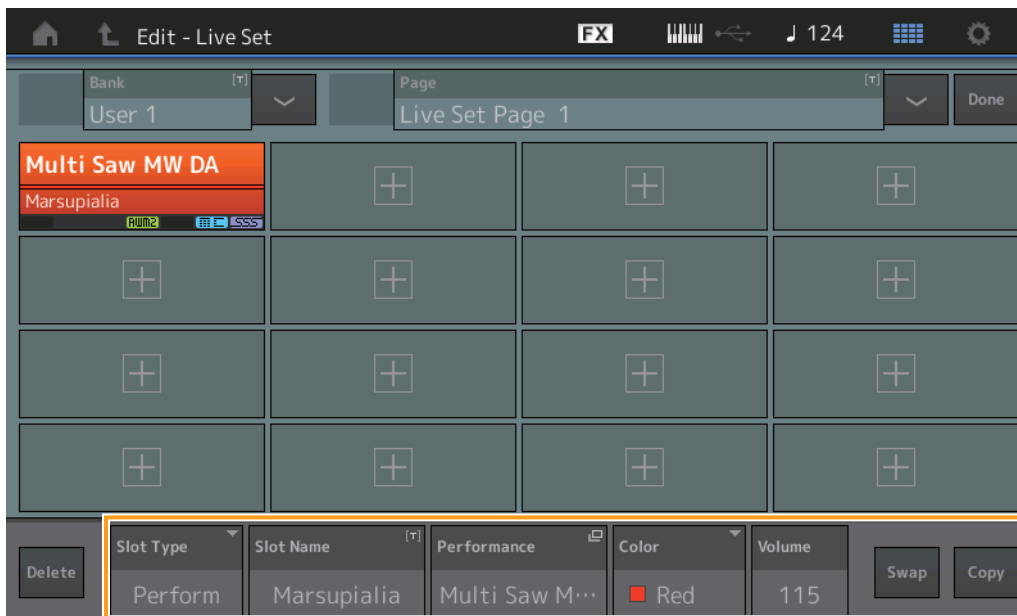 Edit - Live Set FX ♩ 124
Bank [T] Page [T]
User 1 Live Set Page 1 Done
Multi Saw MW DA
Marsupialia
AWM2 SSS
Slot Type Slot Name [T] Performance Color Volume
Delete Perform Marsupialia Multi Saw M··· Red 115 Swap Copy